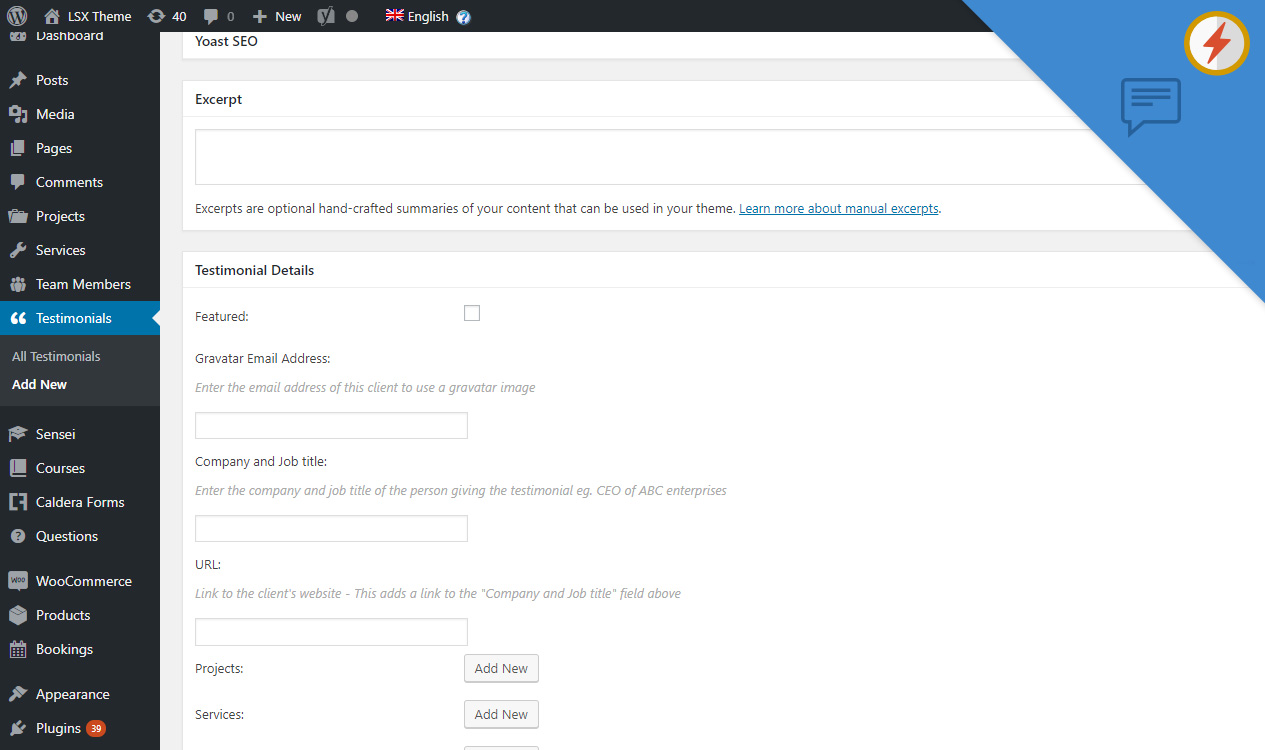 LSX Theme 40 0 New English ?
Dashboard
Posts
Media
Pages
Comments
Projects
Services
Team Members
Testimonials
All Testimonials
Add New
Sensei
Courses
Caldera Forms
Questions
WOO WooCommerce
Products
Bookings
Appearance
Plugins 39
Yoast SEO
Excerpt
Excerpts are optional hand-crafted summaries of your content that can be used in your theme. Learn more about manual excerpts.
Testimonial Details
Featured:
Gravatar Email Address:
Enter the email address of this client to use a gravatar image
Company and Job title:
Enter the company and job title of the person giving the testimonial eg. CEO of ABC enterprises
URL:
Link to the client's website - This adds a link to the "Company and Job title" field above
Projects: Add New
Services: Add New